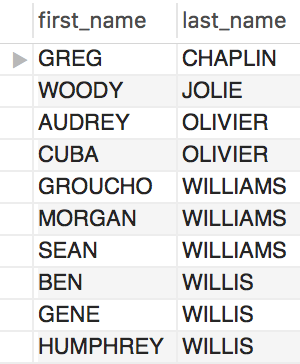 first_name last_name
GREG CHAPLIN
WOODY JOLIE
AUDREY OLIVIER
CUBA OLIVIER
GROUCHO WILLIAMS
MORGAN WILLIAMS
SEAN WILLIAMS
BEN WILLIS
GENE WILLIS
HUMPHREY WILLIS